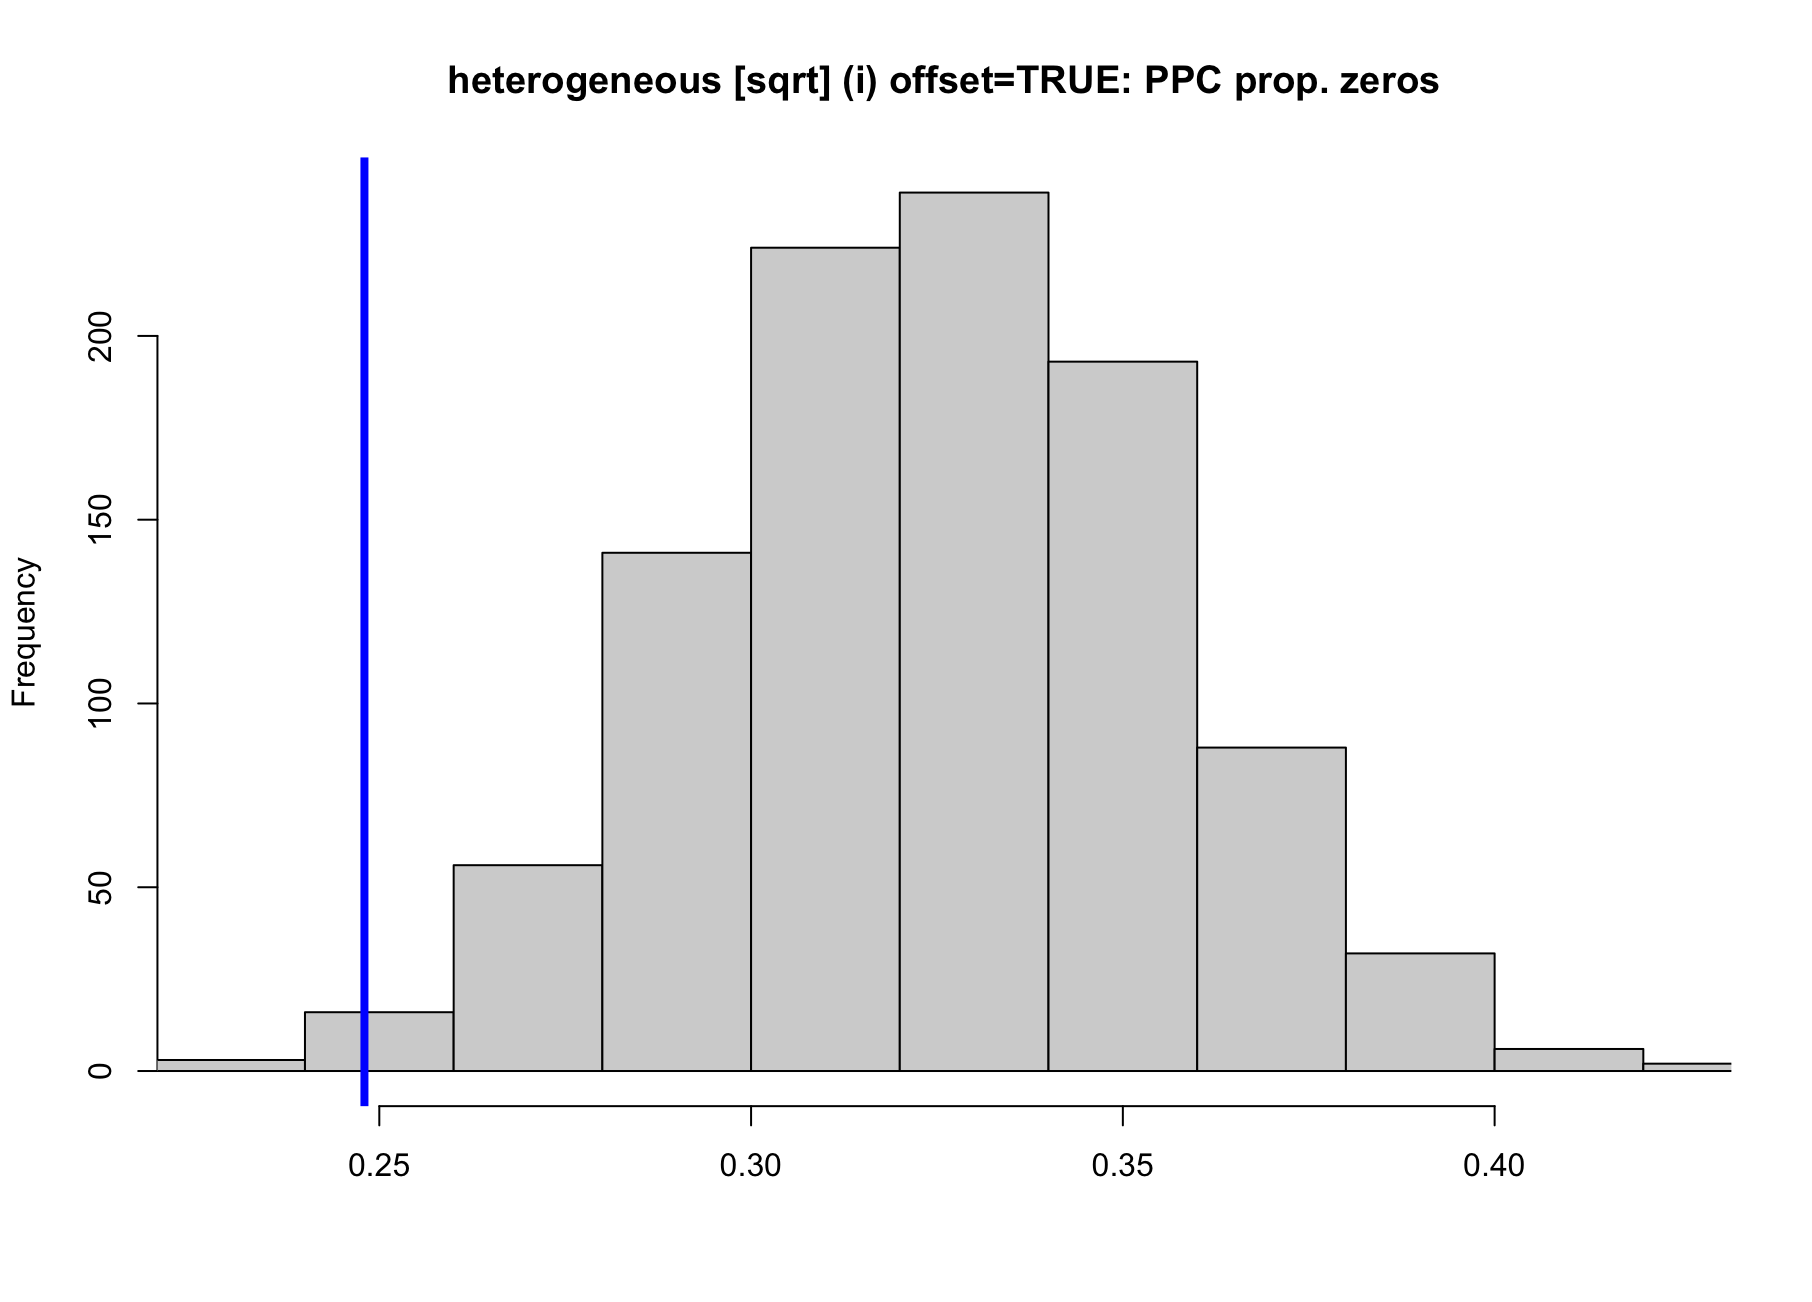 heterogeneous [sqrt] (i) offset=TRUE: PPC prop. zeros
Frequency
200
150
100
50
0
0.25 0.30 0.35 0.40